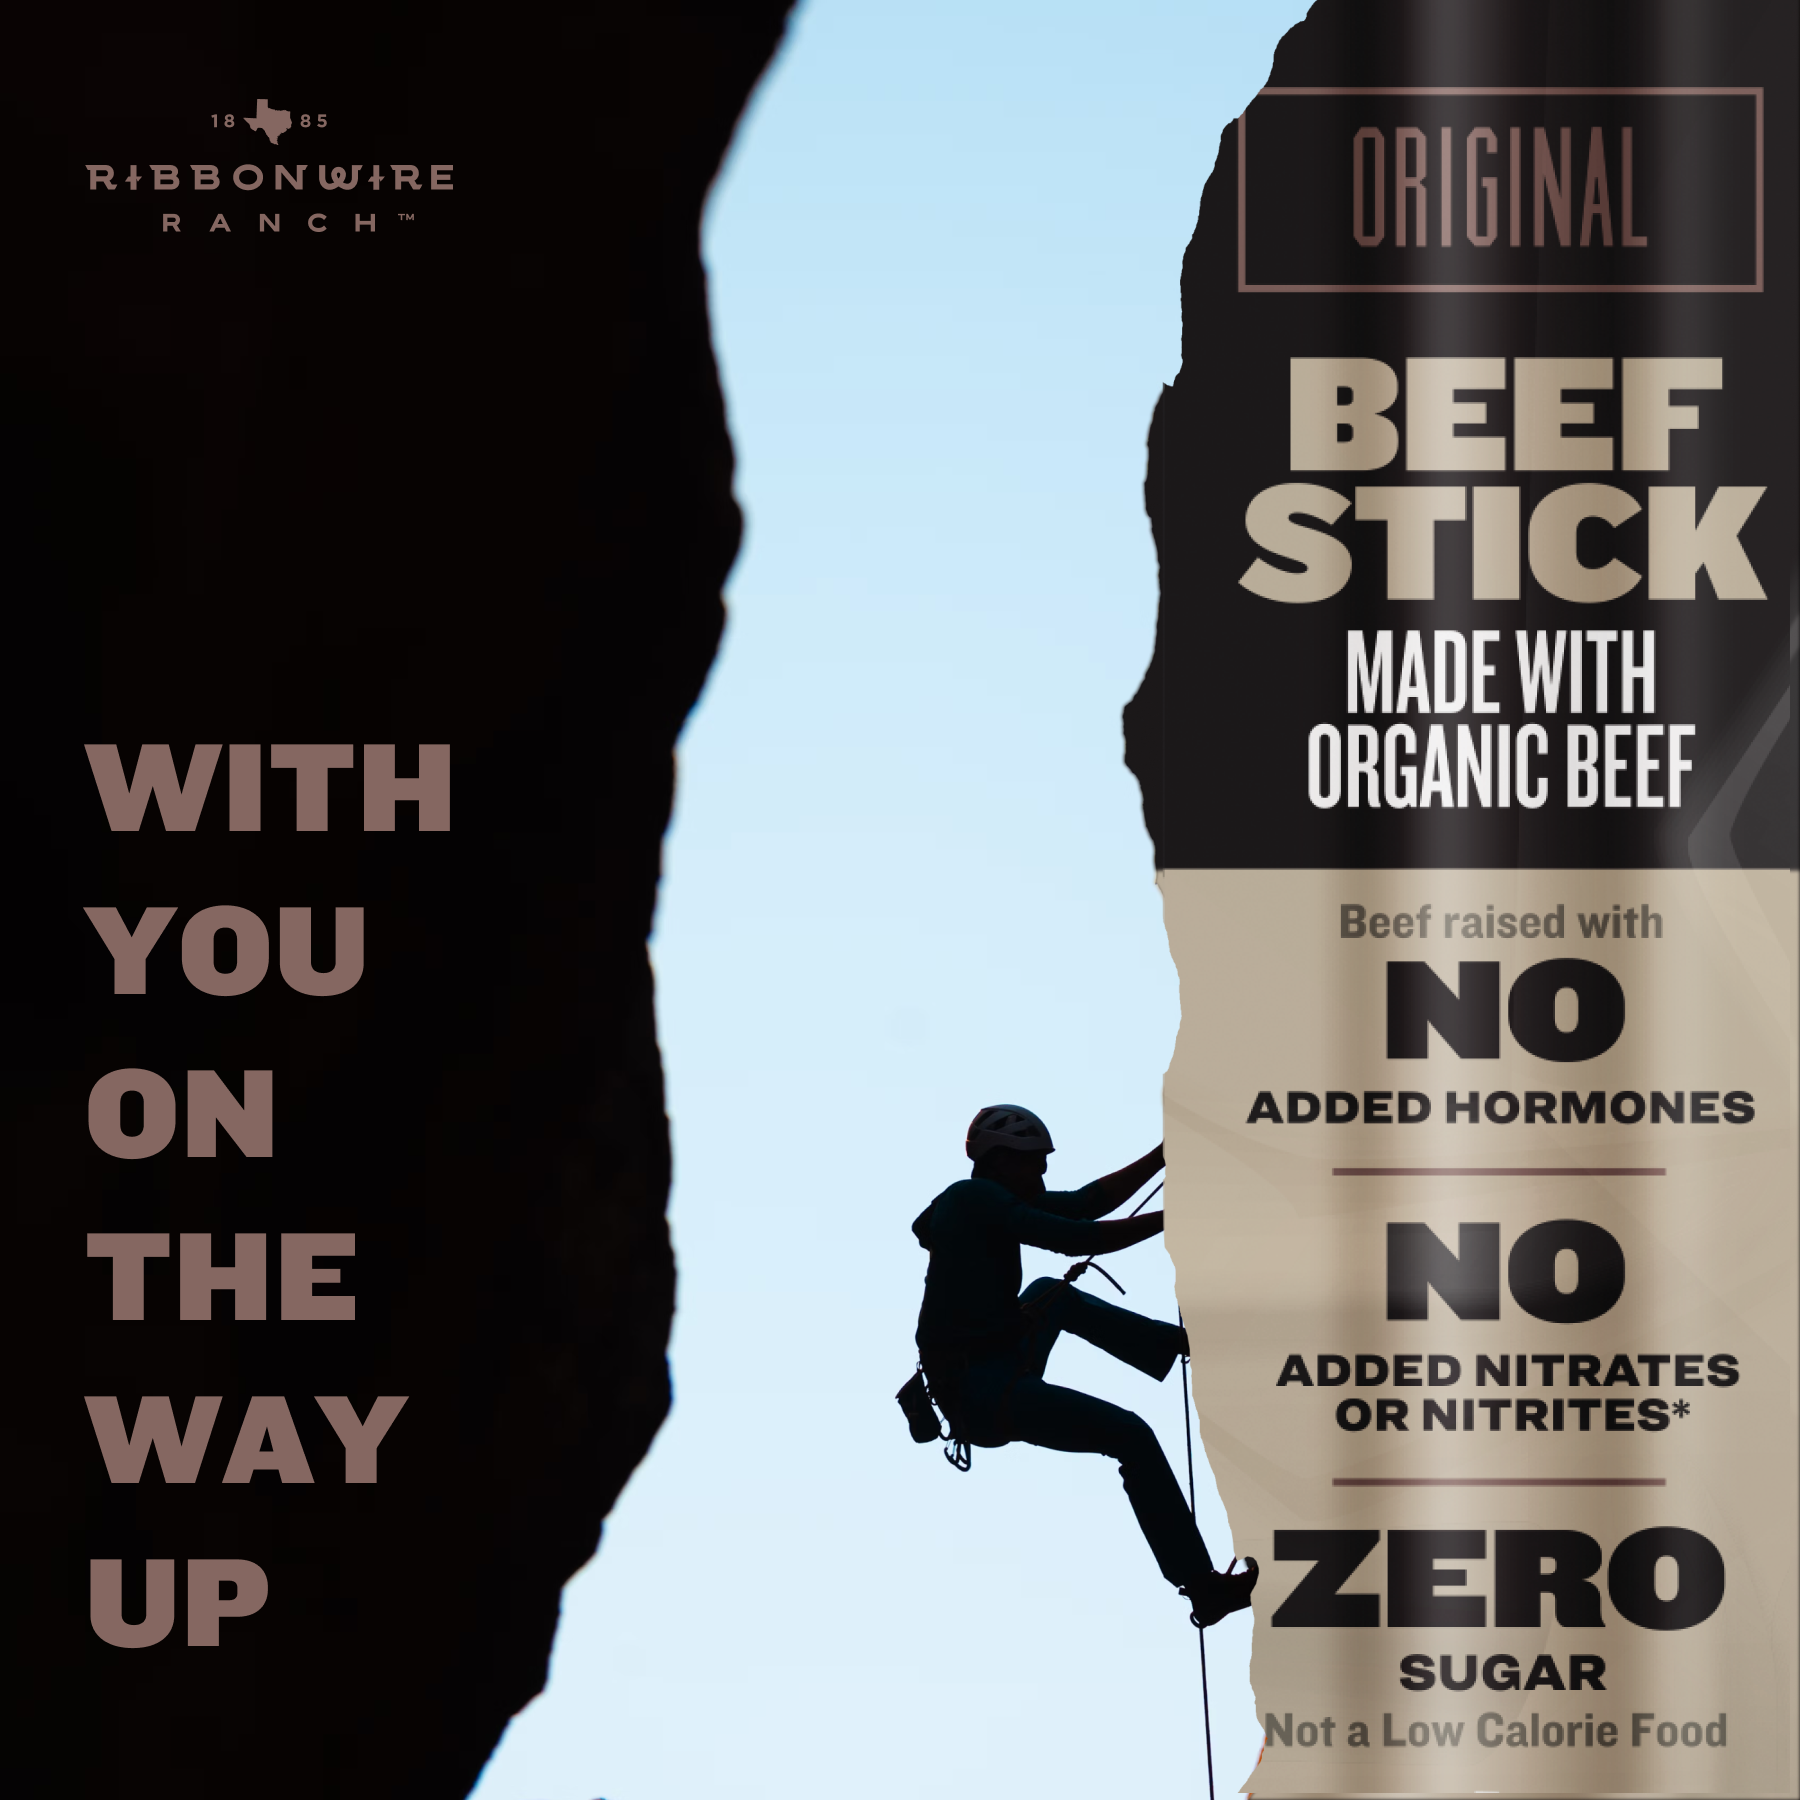 18 85
RIBBONWIRE
RANCH™
WITH
YOU
ON
THE
WAY
UP
ORIGINAL
BEEF
STICK
MADE WITH
ORGANIC BEEF
Beef raised with
NO
ADDED HORMONES
NO
ADDED NITRATES
OR NITRITES*
ZERO
SUGAR
Not a Low Calorie Food